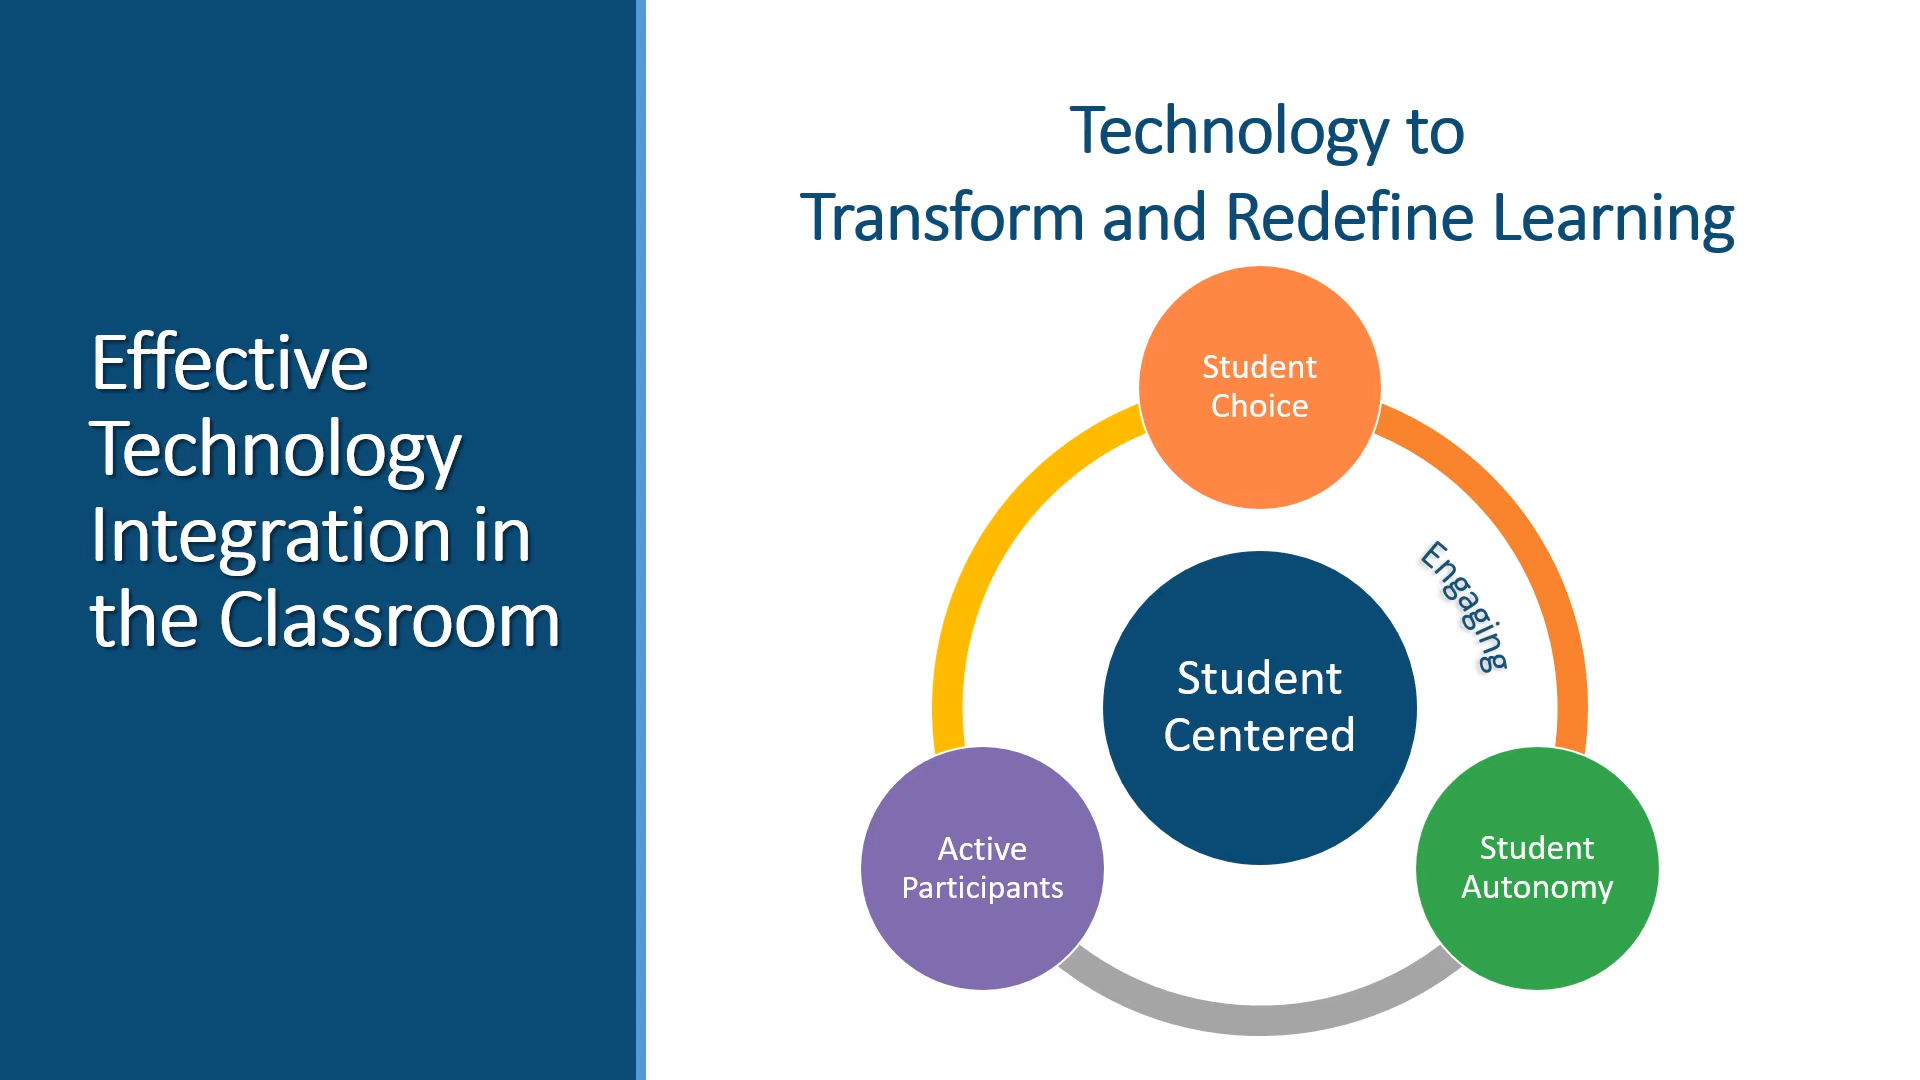 Effective
Technology
Integration in
the Classroom
Technology to
Transform and Redefine Learning
Student
Choice
Engaging
Student
Centered
Active
Participants
Student
Autonomy